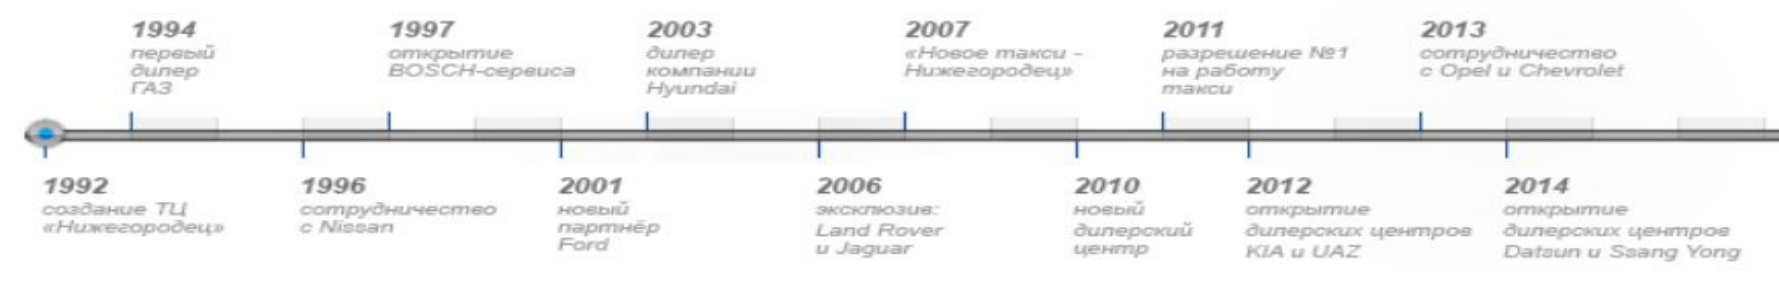 1994
первый
дилер
ГАЗ
1997
открытие
BOSCH-сервиса
2003
дилер
компании
Hyundai
2007
«Новое такси -
Нижегородец»
2011
разрешение №1
на работу
такси
2013
сотрудничество
с Opel и Chevrolet
1992
создание ТЦ
«Нижегородец»
1996
сотрудничество
с Nissan
2001
новый
партнёр
Ford
2006
эксклюзив:
Land Rover
и Jaguar
2010
новый
дилерский
центр
2012
открытие
дилерских центров
KIA и UAZ
2014
открытие
дилерских центров
Datsun и Ssang Yong